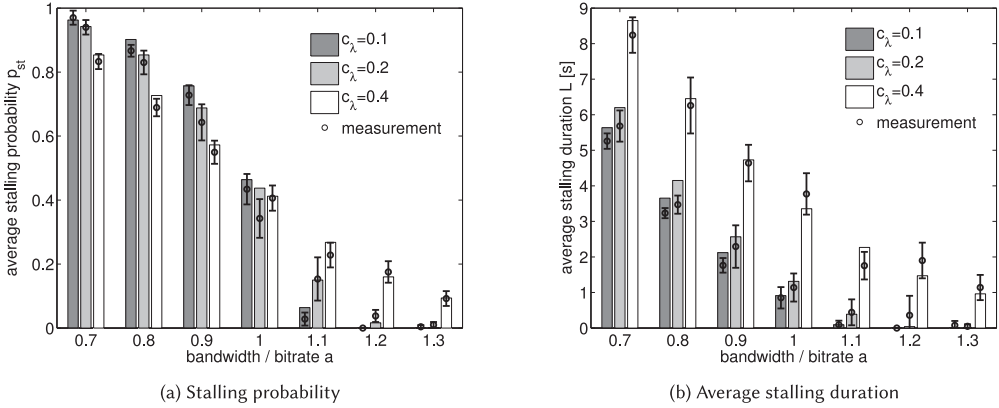 (a)
1
0.8
0.6
0.4
0.2
0
average stalling probability p_st
c_λ=0.1
c_λ=0.2
c_λ=0.4
measurement
0.7 0.8 0.9 1 1.1 1.2 1.3
bandwidth / bitrate a
(a) Stalling probability
(b)
9
8
7
6
5
4
3
2
1
0
average stalling duration L [s]
c_λ=0.1
c_λ=0.2
c_λ=0.4
measurement
0.7 0.8 0.9 1 1.1 1.2 1.3
bandwidth / bitrate a
(b) Average stalling duration